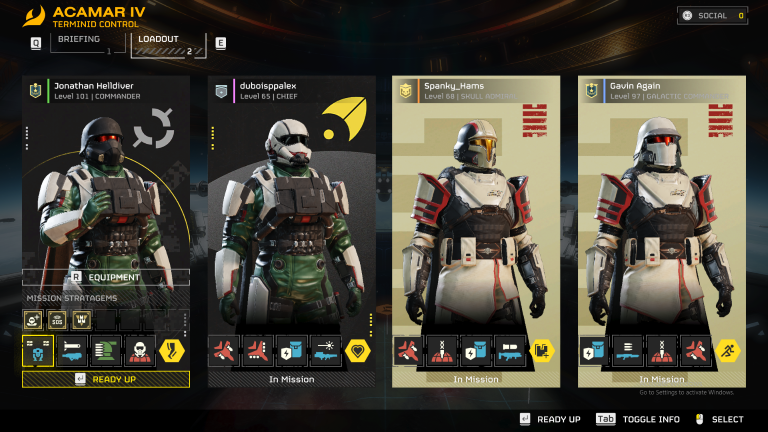 ACAMAR IV
TERMINID CONTROL
SOCIAL 0
Q
BRIEFING
1
LOADOUT
2
E
Jonathan Helldiver
Level 101 | COMMANDER
duboisppalex
Level 65 | CHIEF
Spanky_Hams
Level 68 | SKULL ADMIRAL
Gavin Again
Level 97 | GALACTIC COMMANDER
R EQUIPMENT
MISSION STRATAGEMS
SOS
READY UP
In Mission
In Mission
In Mission
Go to Settings to activate Windows.
READY UP
Tab TOGGLE INFO
SELECT